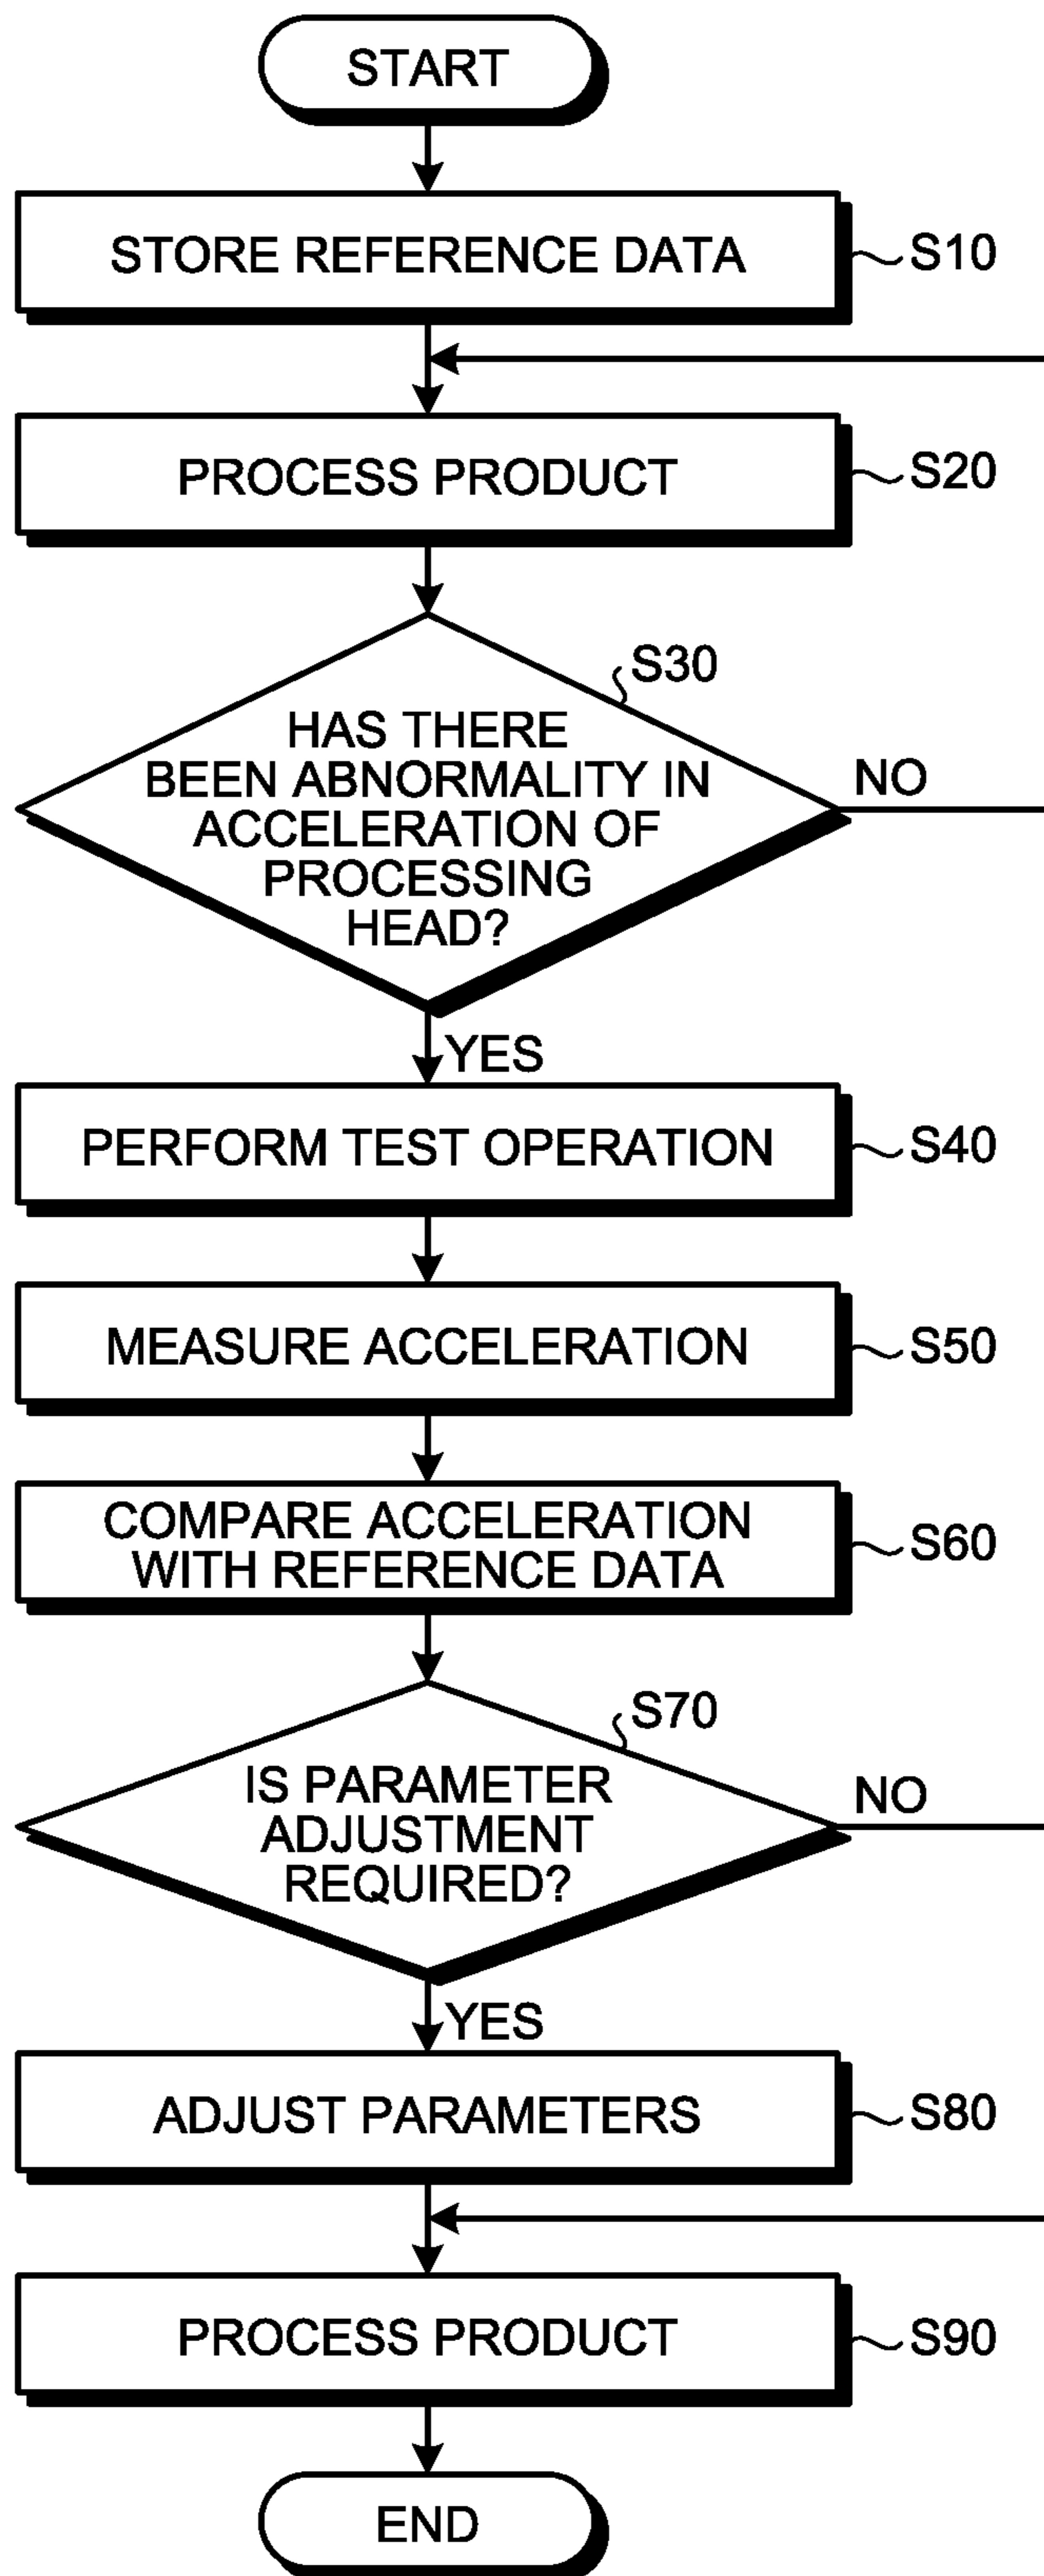 START
STORE REFERENCE DATA
S10
PROCESS PRODUCT
S20
S30
HAS THERE
BEEN ABNORMALITY IN
ACCELERATION OF
PROCESSING
HEAD?
NO
YES
PERFORM TEST OPERATION
S40
MEASURE ACCELERATION
S50
COMPARE ACCELERATION
WITH REFERENCE DATA
S60
S70
IS PARAMETER
ADJUSTMENT
REQUIRED?
NO
YES
ADJUST PARAMETERS
S80
PROCESS PRODUCT
S90
END